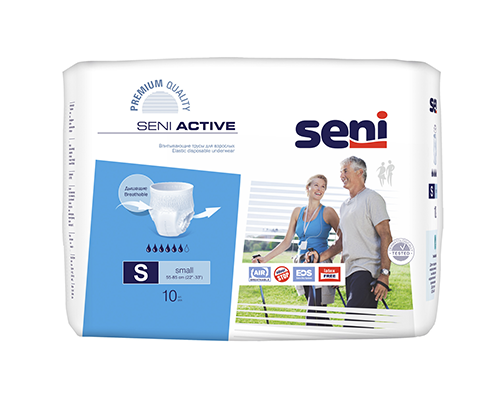 PREMIUM QUALITY
SENI ACTIVE
Впитывающие трусы для взрослых
Elastic disposable underwear
seni
Дышащие
Breathable
S
small
55-85 cm (22"-33")
10
AIR
STOP
EDS
latex
FREE
TESTED
S